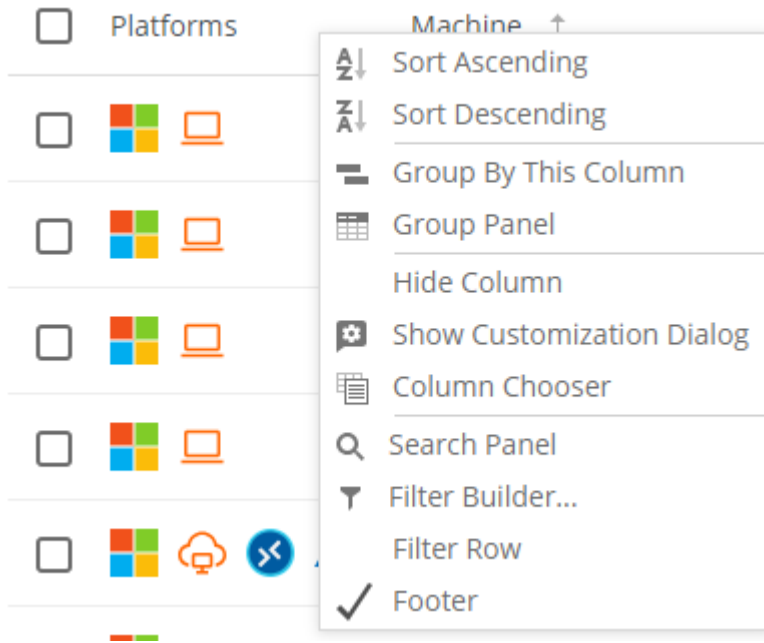 Platforms Machine
Sort Ascending
Sort Descending
Group By This Column
Group Panel
Hide Column
Show Customization Dialog
Column Chooser
Search Panel
Filter Builder...
Filter Row
Footer